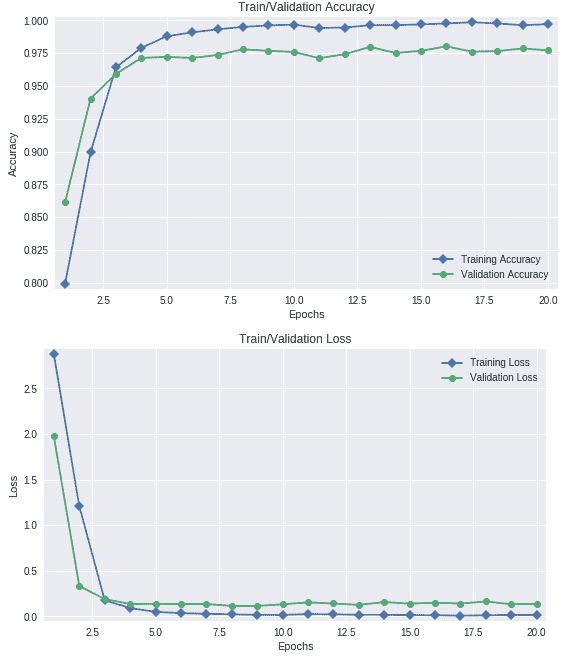 Train/Validation Accuracy
1.000
0.975
0.950
0.925
0.900
0.875
0.850
0.825
0.800
Accuracy
Training Accuracy
Validation Accuracy
2.5 5.0 7.5 10.0 12.5 15.0 17.5 20.0
Epochs
Train/Validation Loss
Training Loss
Validation Loss
2.5
2.0
1.5
1.0
0.5
0.0
Loss
2.5 5.0 7.5 10.0 12.5 15.0 17.5 20.0
Epochs